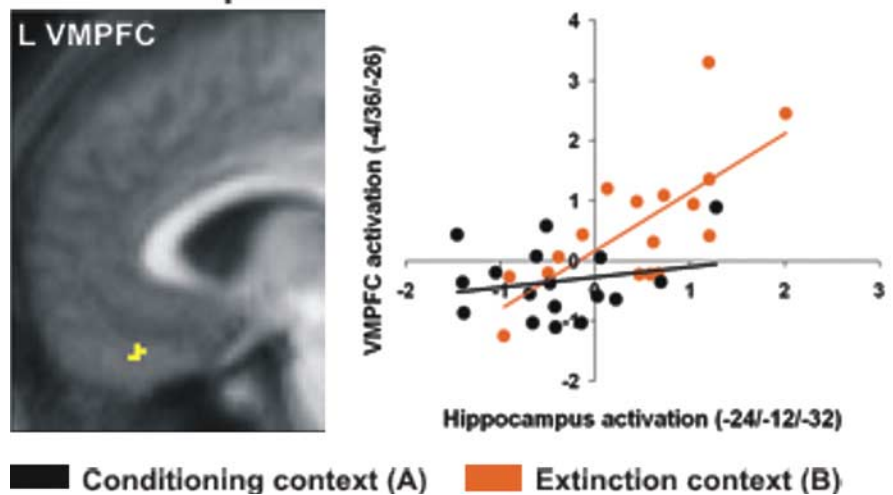 L VMPFC
VMPFC activation (-4/36/-26)
4
3
2
1
0
-1
-2
-2
-1
1
2
3
Hippocampus activation (-24/-12/-32)
Conditioning context (A)
Extinction context (B)